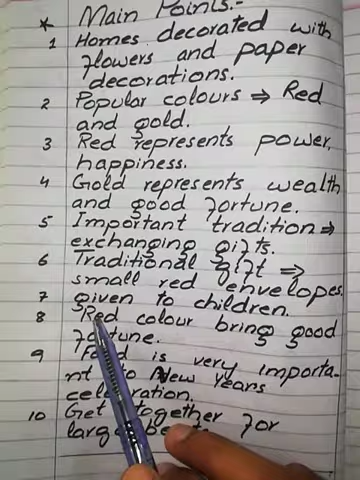 * Main Points:-
1 Homes decorated with
flowers and paper
decorations.
2 Popular colours ⇒ Red
and gold.
3 Red represents power,
happiness.
4 Gold represents wealth
and good fortune.
5 Important tradition ⇒
exchanging gifts.
6 Traditional gift ⇒
small red envelopes
7 given to children.
8 Red colour bring good
fortune.
9 Food is very importa-
nt to New Years
celebration.
10 Get together for
large